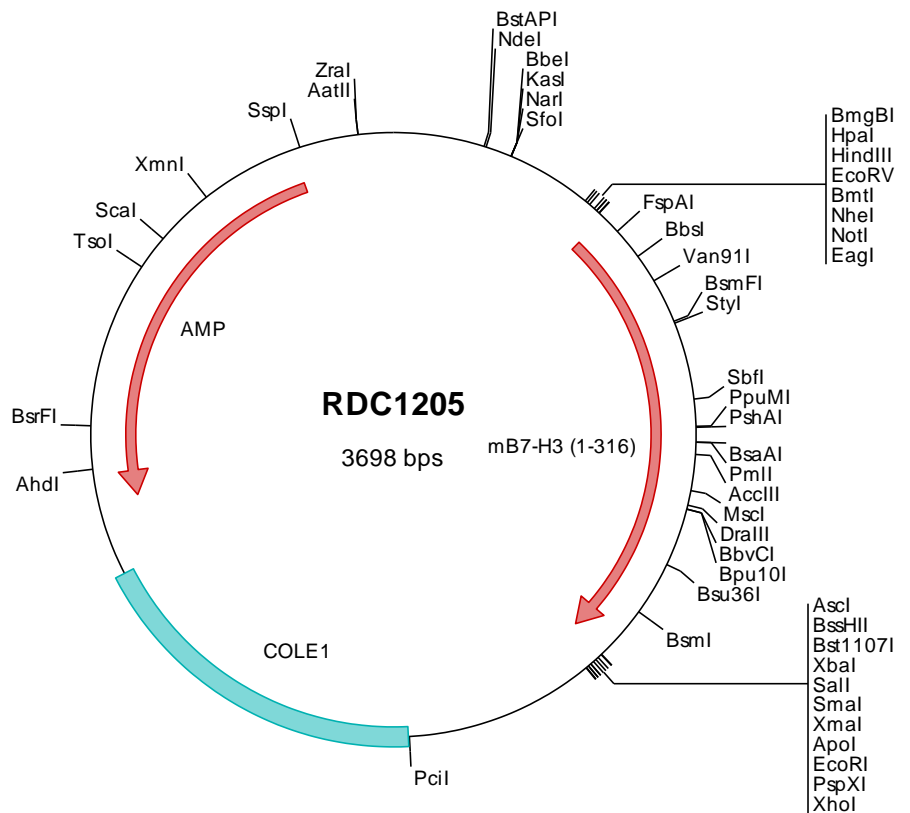 BstAPI
NdeI
BbeI
KasI
NarI
SfoI
ZraI
AatII
SspI
XmnI
ScaI
TsoI
BsrFI
AhdI
BmgBI
HpaI
HindIII
EcoRV
BmtI
NheI
NotI
EagI
FspAI
BbsI
Van91I
BsmFI
StyI
SbfI
PpuMI
PshAI
BsaAI
PmlI
AccIII
MscI
DraIII
BbvCI
Bpu10I
Bsu36I
BsmI
AscI
BssHII
Bst1107I
XbaI
SalI
SmaI
XmaI
ApoI
EcoRI
PspXI
XhoI
PciI
AMP
RDC1205
3698 bps
mB7-H3 (1-316)
COLE1